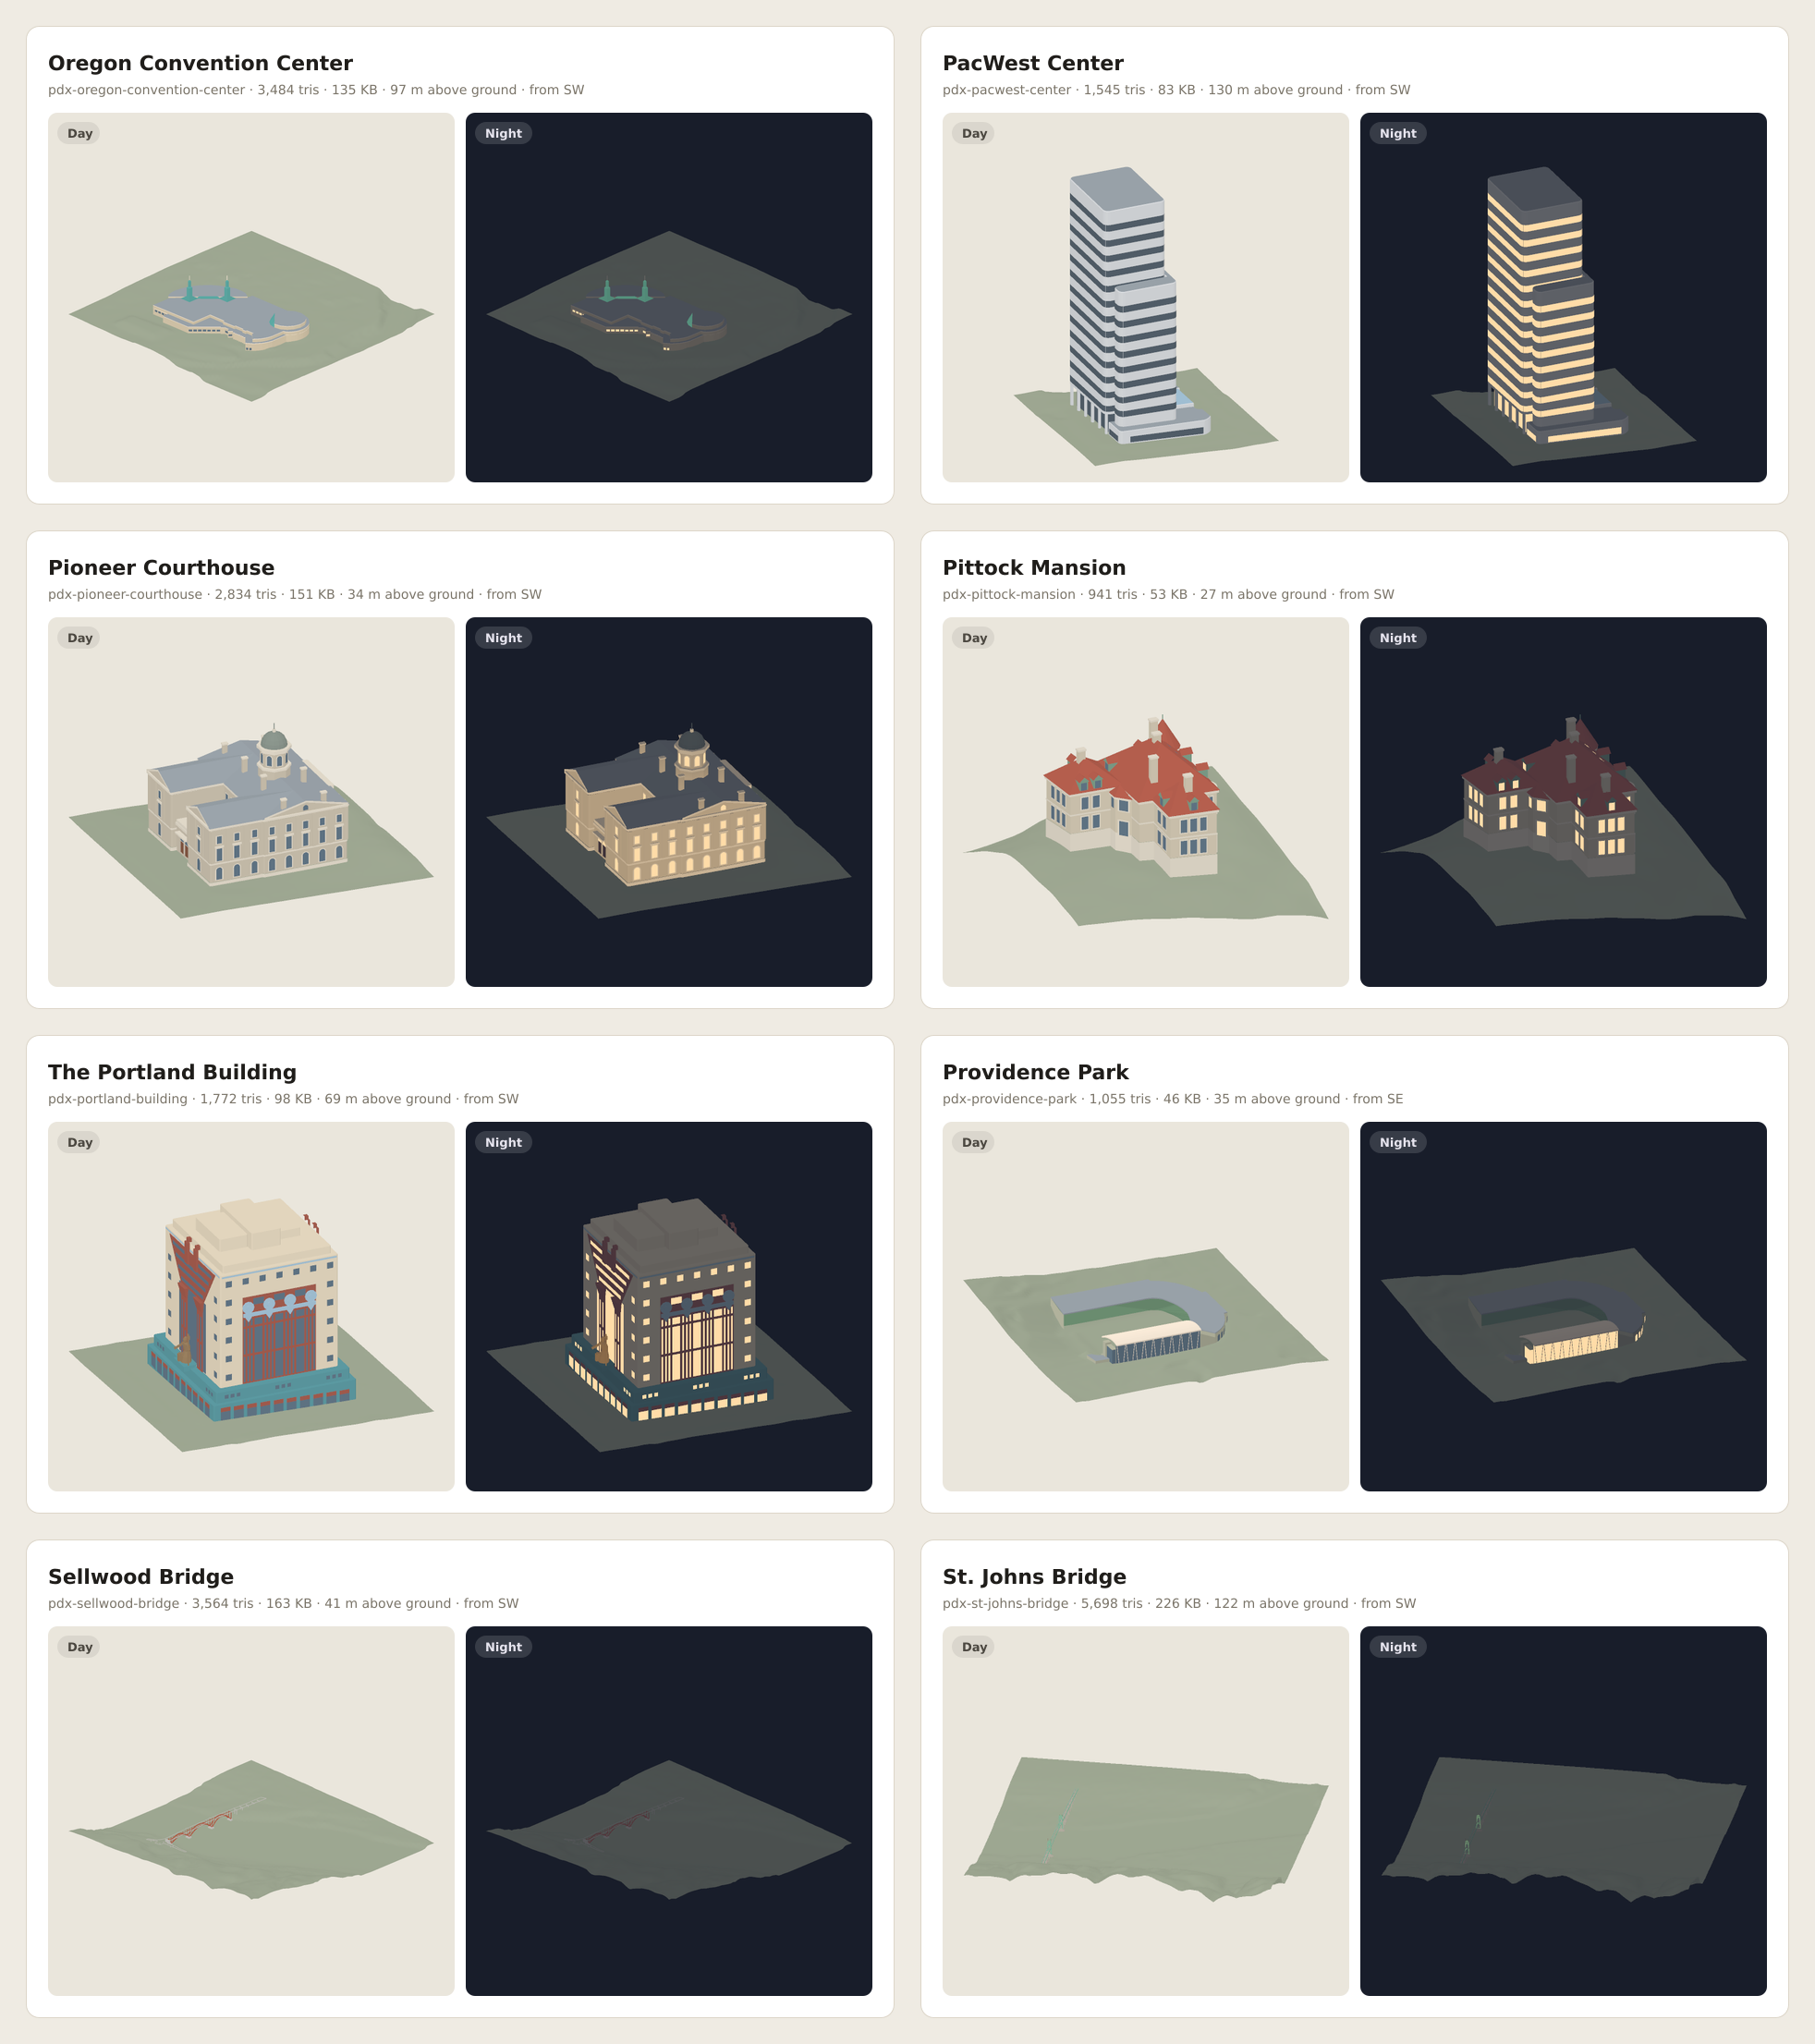 Oregon Convention Center
pdx-oregon-convention-center · 3,484 tris · 135 KB · 97 m above ground · from SW
Day
Night
PacWest Center
pdx-pacwest-center · 1,545 tris · 83 KB · 130 m above ground · from SW
Day
Night
Pioneer Courthouse
pdx-pioneer-courthouse · 2,834 tris · 151 KB · 34 m above ground · from SW
Day
Night
Pittock Mansion
pdx-pittock-mansion · 941 tris · 53 KB · 27 m above ground · from SW
Day
Night
The Portland Building
pdx-portland-building · 1,772 tris · 98 KB · 69 m above ground · from SW
Day
Night
Providence Park
pdx-providence-park · 1,055 tris · 46 KB · 35 m above ground · from SE
Day
Night
Sellwood Bridge
pdx-sellwood-bridge · 3,564 tris · 163 KB · 41 m above ground · from SW
Day
Night
St. Johns Bridge
pdx-st-johns-bridge · 5,698 tris · 226 KB · 122 m above ground · from SW
Day
Night